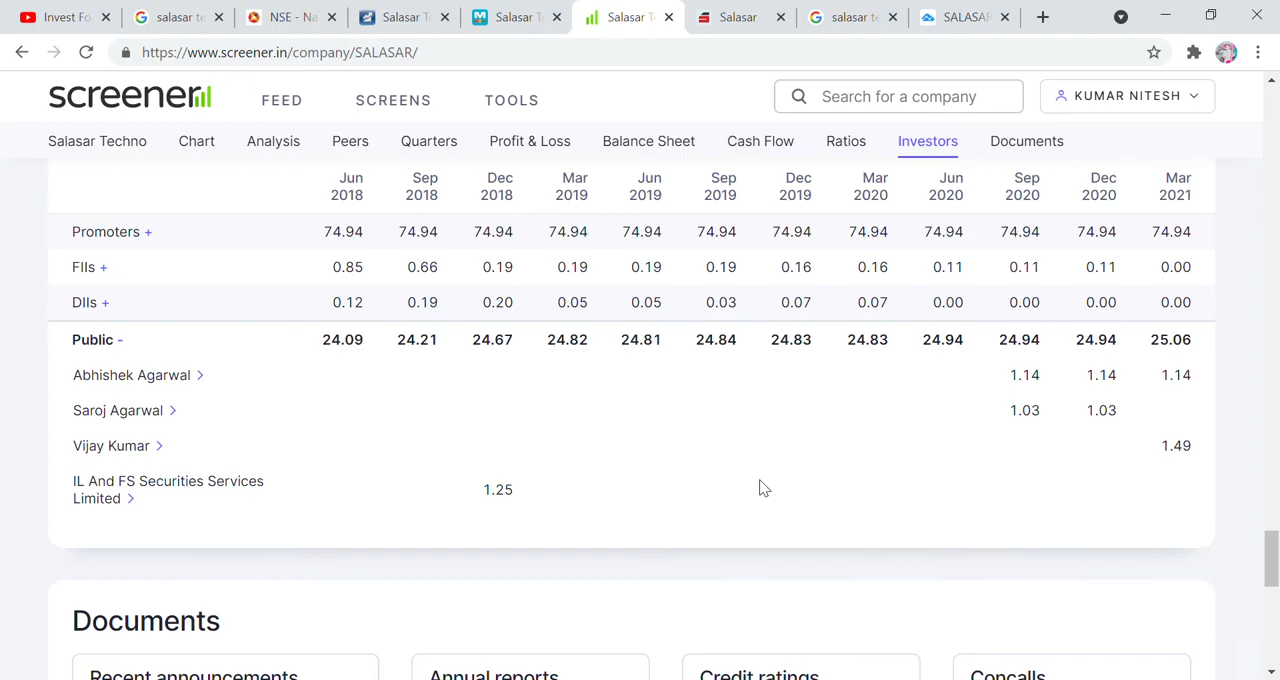 Invest Fo
salasar te
NSE - Na
Salasar Te
Salasar Te
Salasar Te
Salasar
salasar te
SALASAR
https://www.screener.in/company/SALASAR/
screener
FEED
SCREENS
TOOLS
Search for a company
KUMAR NITESH
Salasar Techno Chart Analysis Peers Quarters Profit & Loss Balance Sheet Cash Flow Ratios Investors Documents
Jun Sep Dec Mar Jun Sep Dec Mar Jun Sep Dec Mar
2018 2018 2018 2019 2019 2019 2019 2020 2020 2020 2020 2021
Promoters + 74.94 74.94 74.94 74.94 74.94 74.94 74.94 74.94 74.94 74.94 74.94 74.94
FIIs + 0.85 0.66 0.19 0.19 0.19 0.19 0.16 0.16 0.11 0.11 0.11 0.00
DIIs + 0.12 0.19 0.20 0.05 0.05 0.03 0.07 0.07 0.00 0.00 0.00 0.00
Public - 24.09 24.21 24.67 24.82 24.81 24.84 24.83 24.83 24.94 24.94 24.94 25.06
Abhishek Agarwal > 1.14 1.14 1.14
Saroj Agarwal > 1.03 1.03
Vijay Kumar > 1.49
IL And FS Securities Services
Limited > 1.25
Documents
Recent announcements
Annual reports
Credit ratings
Concalls